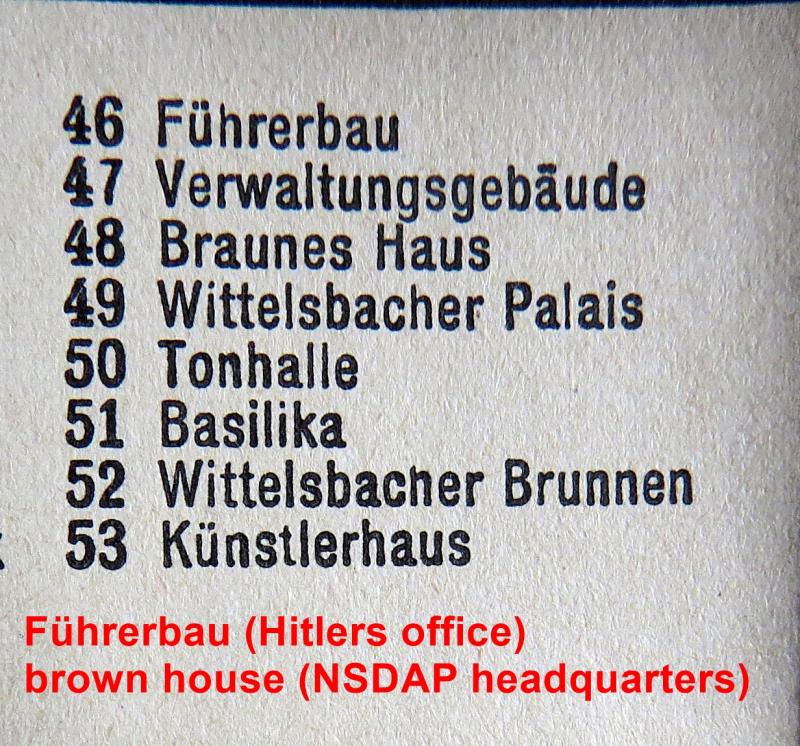 46 Führerbau
47 Verwaltungsgebäude
48 Braunes Haus
49 Wittelsbacher Palais
50 Tonhalle
51 Basilika
52 Wittelsbacher Brunnen
53 Künstlerhaus
Führerbau (Hitlers office)
brown house (NSDAP headquarters)